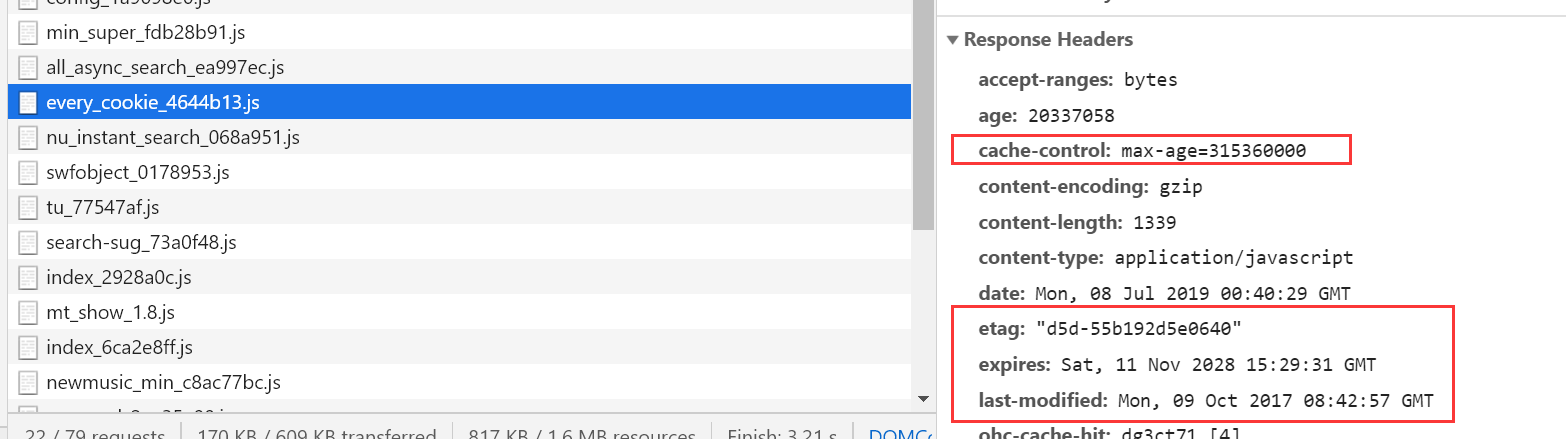 config_1a9098ed.js
min_super_fdb28b91.js
all_async_search_ea997ec.js
every_cookie_4644b13.js
nu_instant_search_068a951.js
swfobject_0178953.js
tu_77547af.js
search-sug_73a0f48.js
index_2928a0c.js
mt_show_1.8.js
index_6ca2e8ff.js
newmusic_min_c8ac77bc.js
22 / 79 requests
170 KB / 609 KB transferred
817 KB / 1.6 MB resources
Finish: 3.21 s
Response Headers
accept-ranges: bytes
age: 20337058
cache-control: max-age=315360000
content-encoding: gzip
content-length: 1339
content-type: application/javascript
date: Mon, 08 Jul 2019 00:40:29 GMT
etag: "d5d-55b192d5e0640"
expires: Sat, 11 Nov 2028 15:29:31 GMT
last-modified: Mon, 09 Oct 2017 08:42:57 GMT
ohc-cache-hit: dg3ct71 [4]